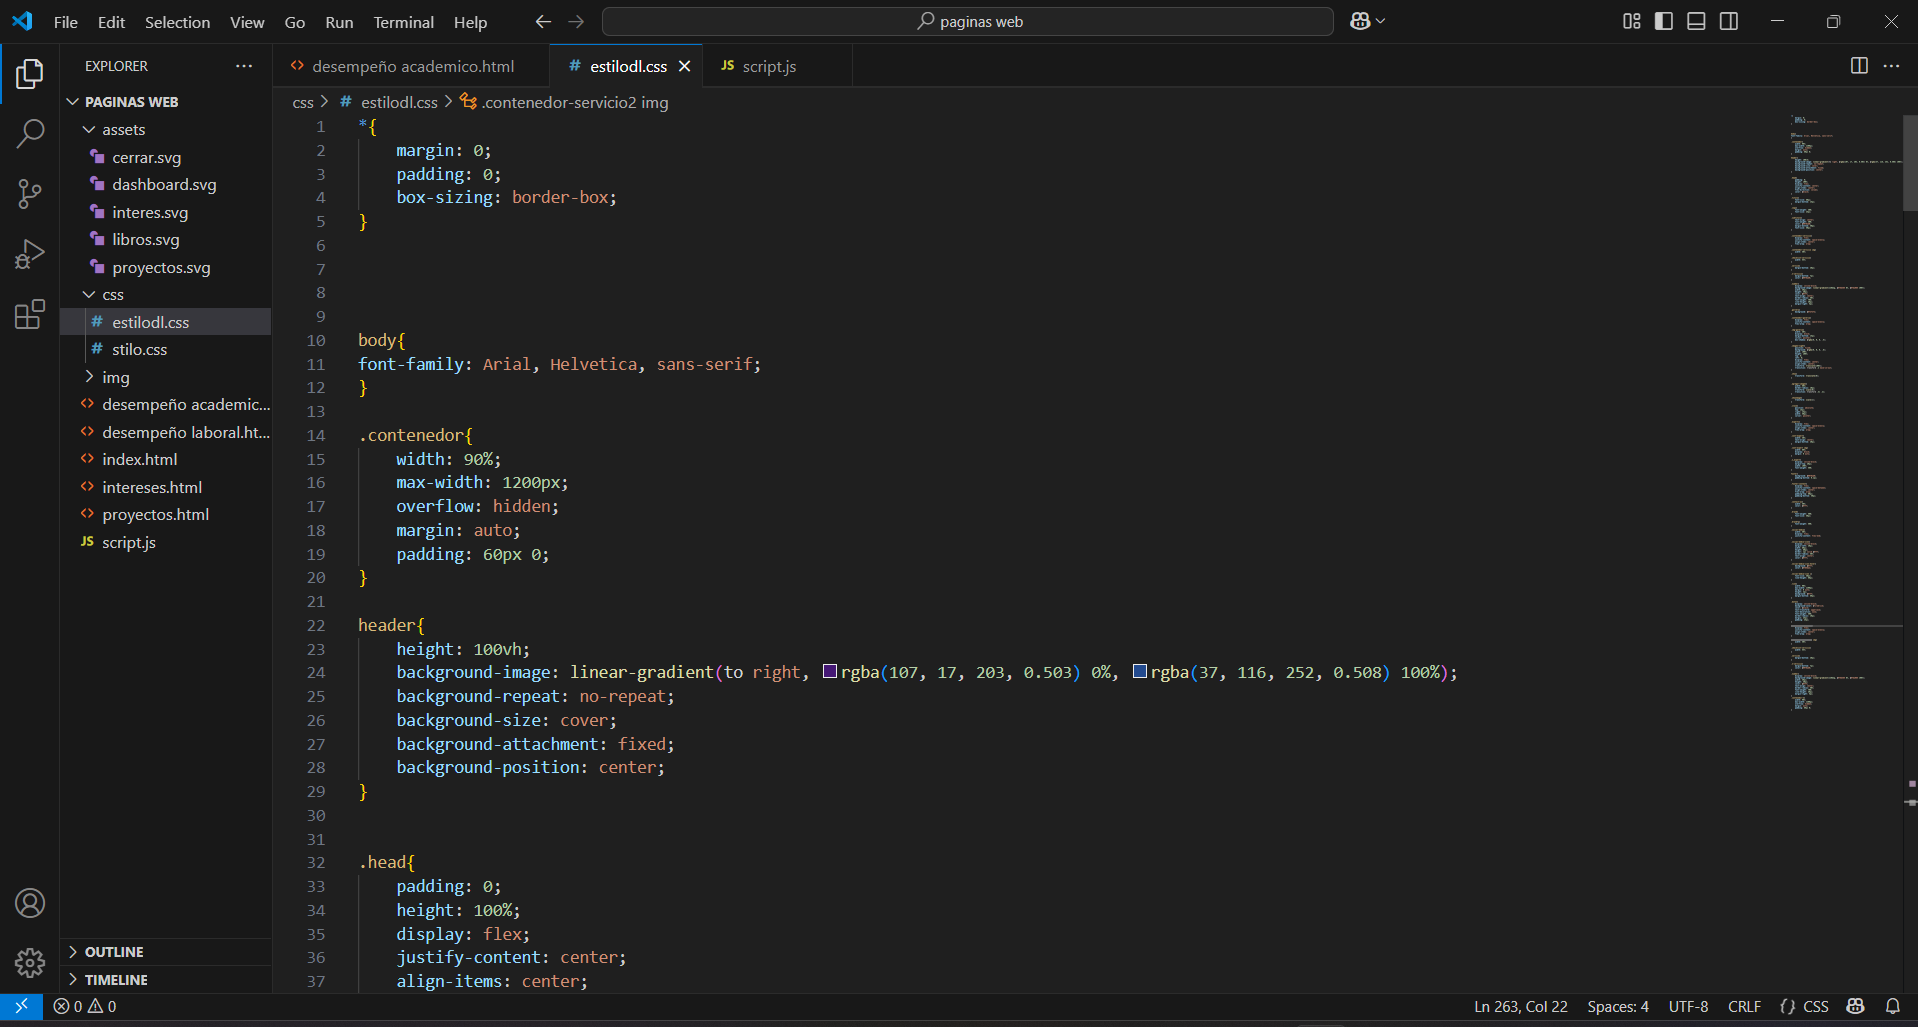 File Edit Selection View Go Run Terminal Help
paginas web
EXPLORER
PAGINAS WEB
assets
cerrar.svg
dashboard.svg
interes.svg
libros.svg
proyectos.svg
css
estilodl.css
stilo.css
img
desempeño academic...
desempeño laboral.ht...
index.html
intereses.html
proyectos.html
JS script.js
OUTLINE
TIMELINE
desempeño academico.html
# estilodl.css
JS script.js
css > # estilodl.css > .contenedor-servicio2 img
1 *{
2 margin: 0;
3 padding: 0;
4 box-sizing: border-box;
5 }
6
7
8
9
10 body{
11 font-family: Arial, Helvetica, sans-serif;
12 }
13
14 .contenedor{
15 width: 90%;
16 max-width: 1200px;
17 overflow: hidden;
18 margin: auto;
19 padding: 60px 0;
20 }
21
22 header{
23 height: 100vh;
24 background-image: linear-gradient(to right, rgba(107, 17, 203, 0.503) 0%, rgba(37, 116, 252, 0.508) 100%);
25 background-repeat: no-repeat;
26 background-size: cover;
27 background-attachment: fixed;
28 background-position: center;
29 }
30
31
32 .head{
33 padding: 0;
34 height: 100%;
35 display: flex;
36 justify-content: center;
37 align-items: center;
0 0
Ln 263, Col 22 Spaces: 4 UTF-8 CRLF {} CSS